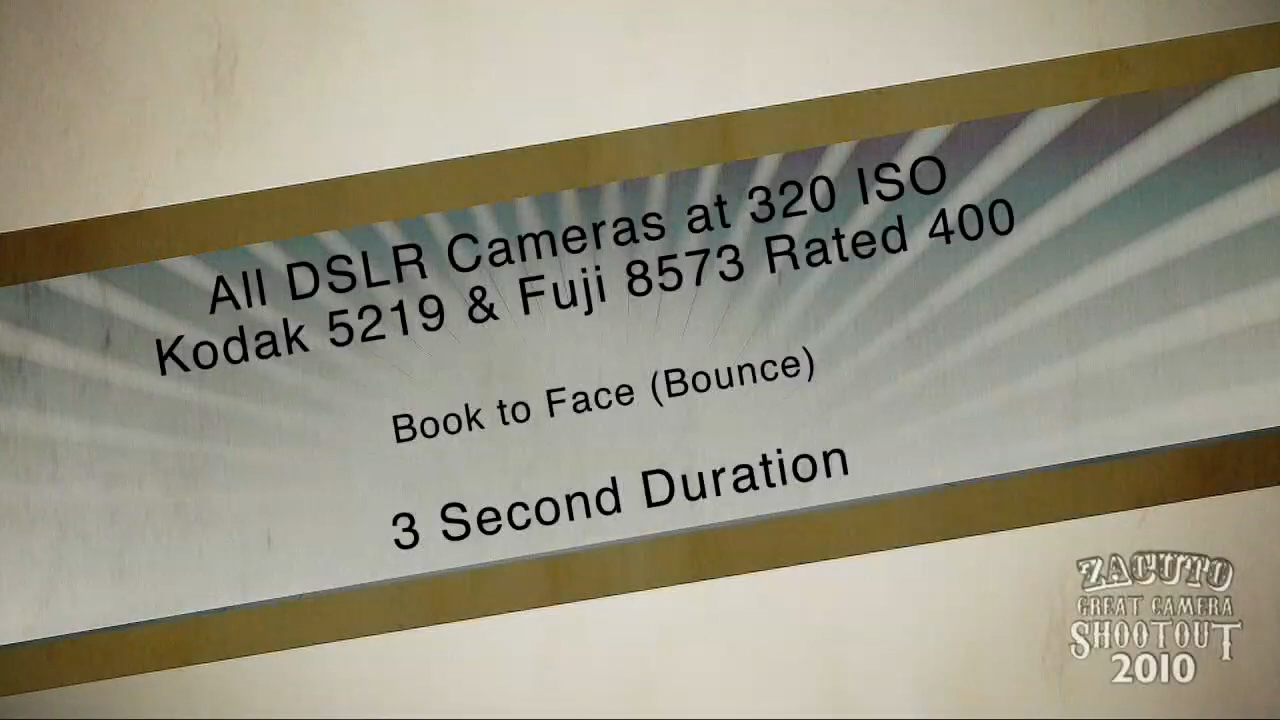 All DSLR Cameras at 320 ISO
Kodak 5219 & Fuji 8573 Rated 400
Book to Face (Bounce)
3 Second Duration
ZACUTO
GREAT CAMERA
SHOOTOUT
2010